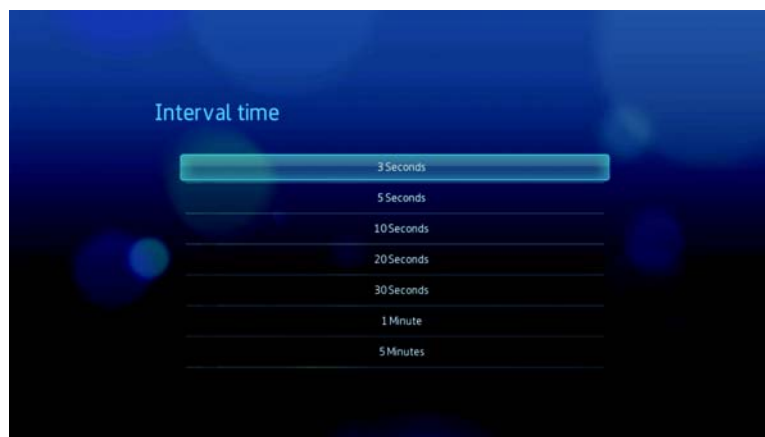 Interval time
3 Seconds
5 Seconds
10 Seconds
20 Seconds
30 Seconds
1 Minute
5 Minutes